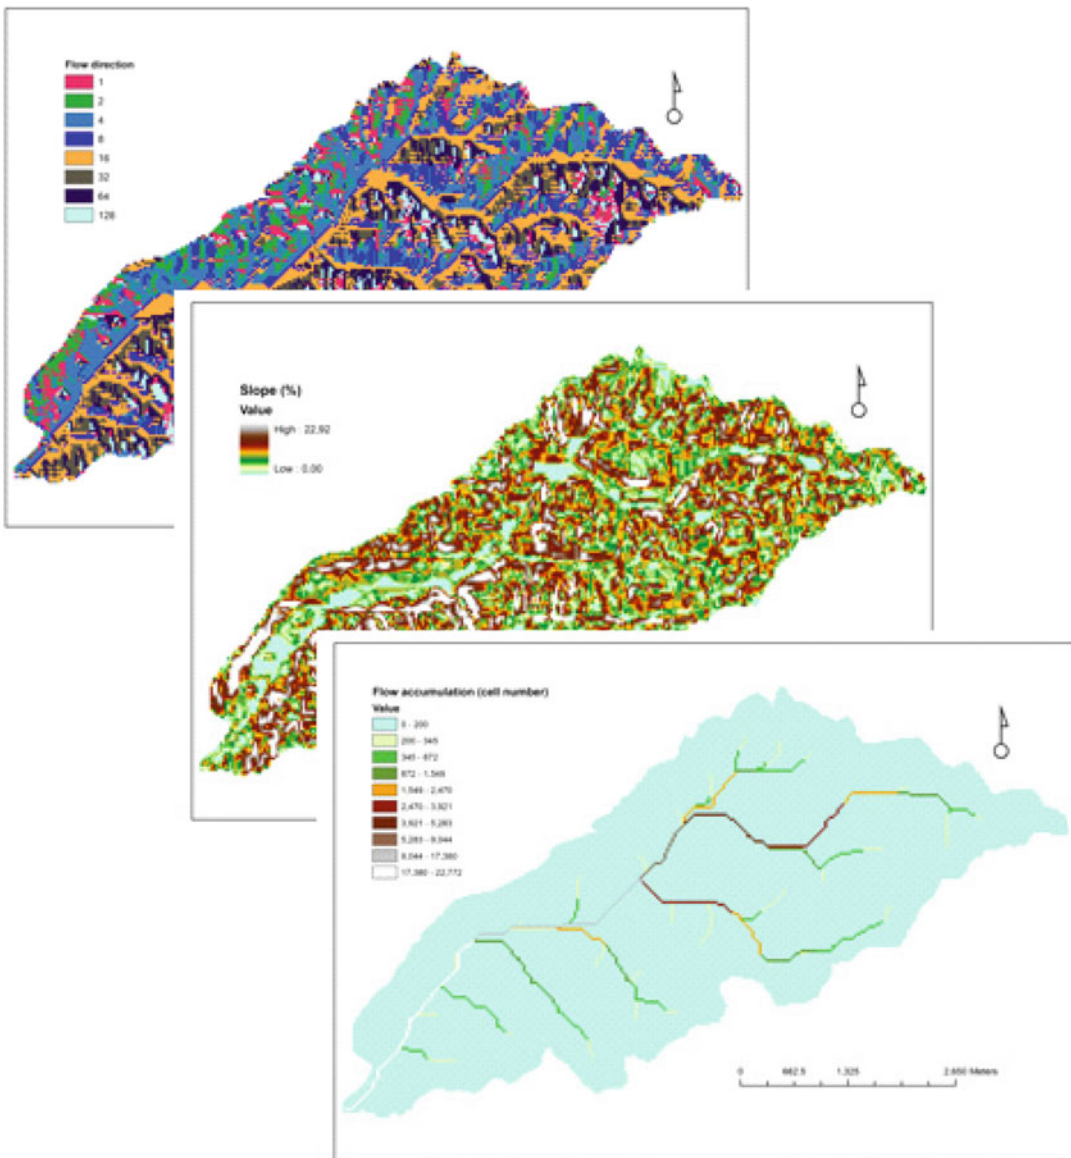 Flow direction
1
2
4
8
16
32
64
128
Slope (%)
Value
High : 22,92
Low : 0,00
Flow accumulation (cell number)
Value
0 - 200
200 - 345
345 - 872
872 - 1,549
1,549 - 2,470
2,470 - 3,921
3,921 - 5,283
5,283 - 9,044
9,044 - 17,380
17,380 - 22,772
0 662.5 1,325 2,650 Meters